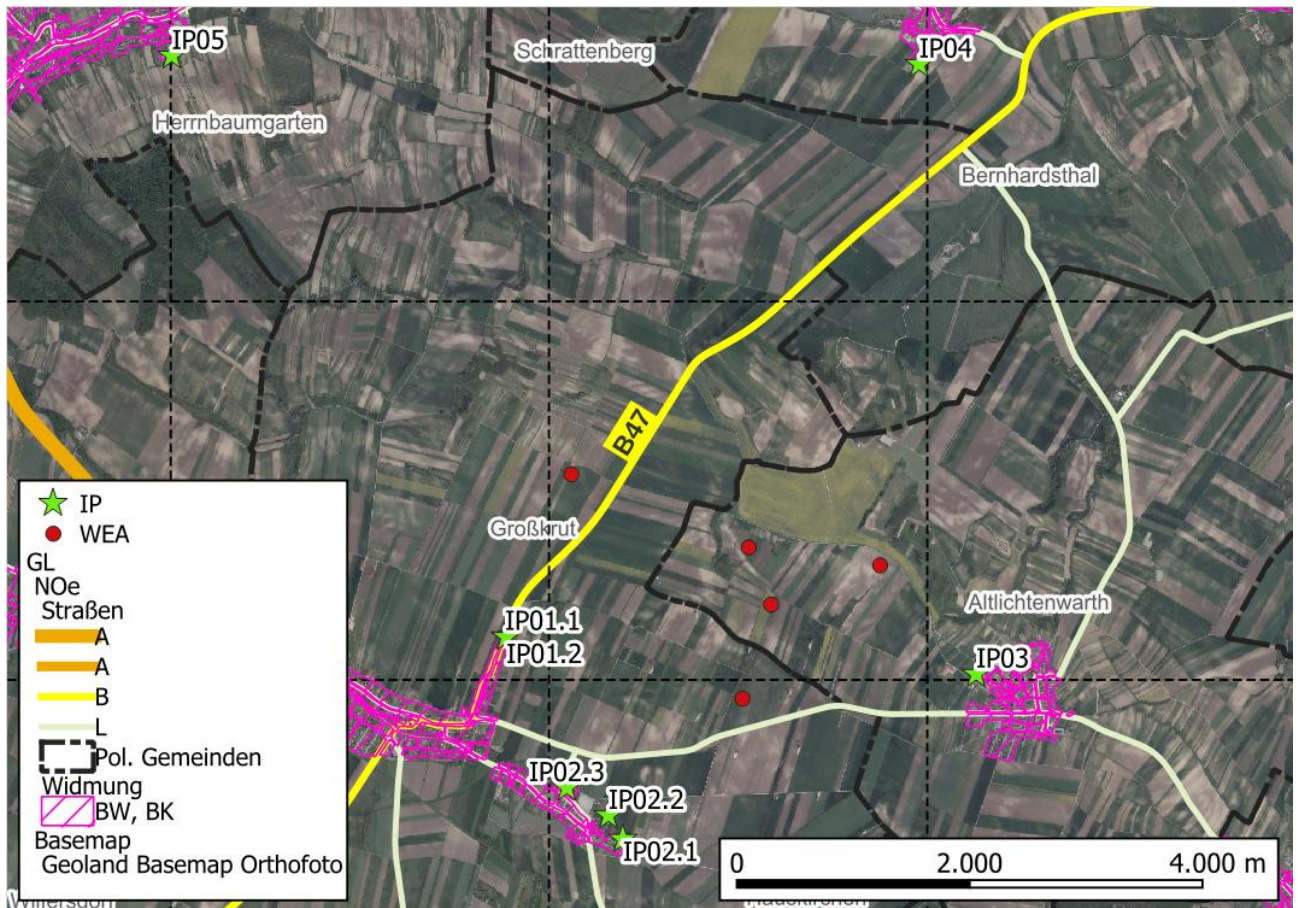 IP05
IP04
Schrattenberg
Herrnbaumgarten
Bernhardsthal
B47
Großkrut
IP01.1
IP01.2
Altlichtenwarth
IP03
IP02.3
IP02.2
IP02.1
IP
WEA
GL
NOe
Straßen
A
A
B
L
Pol. Gemeinden
Widmung
BW, BK
Basemap
Geoland Basemap Orthofoto
0 2.000 4.000 m